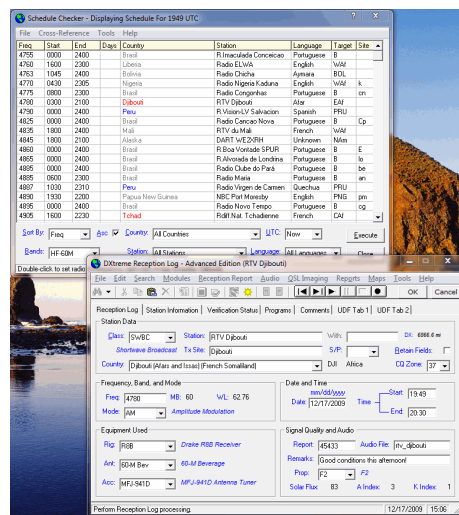 Schedule Checker - Displaying Schedule For 1949 UTC
File Cross-Reference Tools Help
Freq Start End Days Country Station Language Target Site
4755 0000 2400 Brasil R.Imaculada Conceicao Portuguese B
4760 1600 2300 Liberia Radio ELWA English WAf
4763 1045 2400 Bolivia Radio Chicha Aymara BOL
4770 0430 2305 Nigeria Radio Nigeria Kaduna English WAf k
4775 0800 2300 Brasil Radio Congonhas Portuguese B cn
4780 0300 2100 Djibouti RTV Djibouti Afar EAf
4790 0000 2400 Peru R.Vision-LV Salvacion Spanish PRU
4825 0000 2400 Brasil Radio Cancao Nova Portuguese B Cp
4835 1800 2400 Mali RTV du Mali French WAf
4845 1800 2100 Alaska DART WE2XRH Unknown NAm
4885 0000 2400 Brasil R.Boa Vontade SPUR Portuguese B E
4865 0000 2400 Brasil R.Alvorada de Londrina Portuguese B lo
4885 0000 2400 Brasil Radio Clube do Pará Portuguese B be
4885 0600 2400 Brasil Radio Maria Portuguese B an
4887 1030 2310 Peru Radio Virgen de Carmen Quechua PRU
4890 1930 2200 Papua New Guinea NBC Port Moresby English PNG pm
4895 0000 2400 Brasil Radio Novo Tempo Portuguese B cg
4905 1600 2230 Tchad Rdif.Nat. Tchadienne French CAf
Sort By: Freq Asc Country: All Countries UTC: Now Execute
Bands: HF-60M Station: All Stations Language All Languages Close
Double-click to set radio
DXtreme Reception Log - Advanced Edition (RTV Djibouti)
File Edit Search Modules Reception Report Audio QSL Imaging Reports Maps Tools Help
OK Cancel
Reception Log Station Information Verification Status Programs Comments UDF Tab 1 UDF Tab 2
Station Data
Class: SWBC Station: RTV Djibouti With: DX: 6866.6 mi
Shortwave Broadcast Tx Site: Djibouti S/P: Retain Fields:
Country: Djibouti (Afars and Issas) (French Somaliland) DJI Africa CQ Zone: 37
Frequency, Band, and Mode
Freq: 4780 MB: 60 WL: 62.76
Mode: AM Amplitude Modulation
Date and Time
mm/dd/yyyy
Date: 12/17/2009 Time Start: 19:49
End: 20:30
Equipment Used
Rig: R8B Drake R8B Receiver
Ant: 60-M Bev 60-M Beverage
Acc: MFJ-941D MFJ-941D Antenna Tuner
Signal Quality and Audio
Report: 45433 Audio File: rtv_djibouti
Remarks: Good conditions this afternoon!
Prop: F2 F2
Solar Flux: 83 A Index: 3 K Index: 1
Perform Reception Log processing. 12/17/2009 15:06